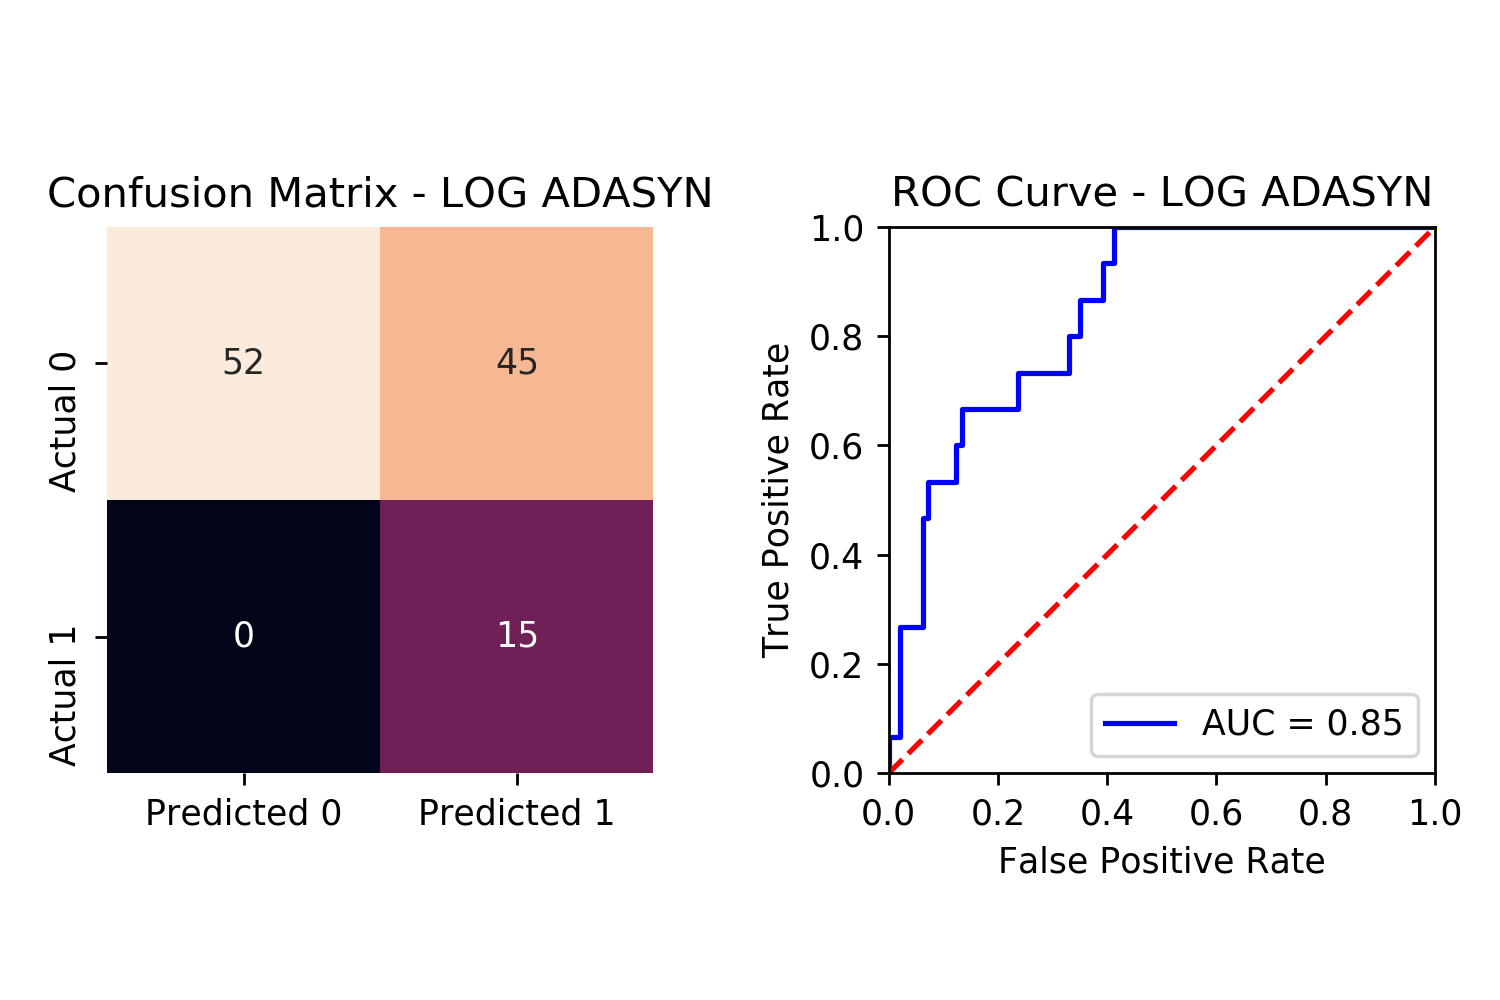 Confusion Matrix - LOG ADASYN
Actual 0
52
45
Actual 1
0
15
Predicted 0
Predicted 1
ROC Curve - LOG ADASYN
True Positive Rate
1.0
0.8
0.6
0.4
0.2
0.0
AUC = 0.85
0.0
0.2
0.4
0.6
0.8
1.0
False Positive Rate